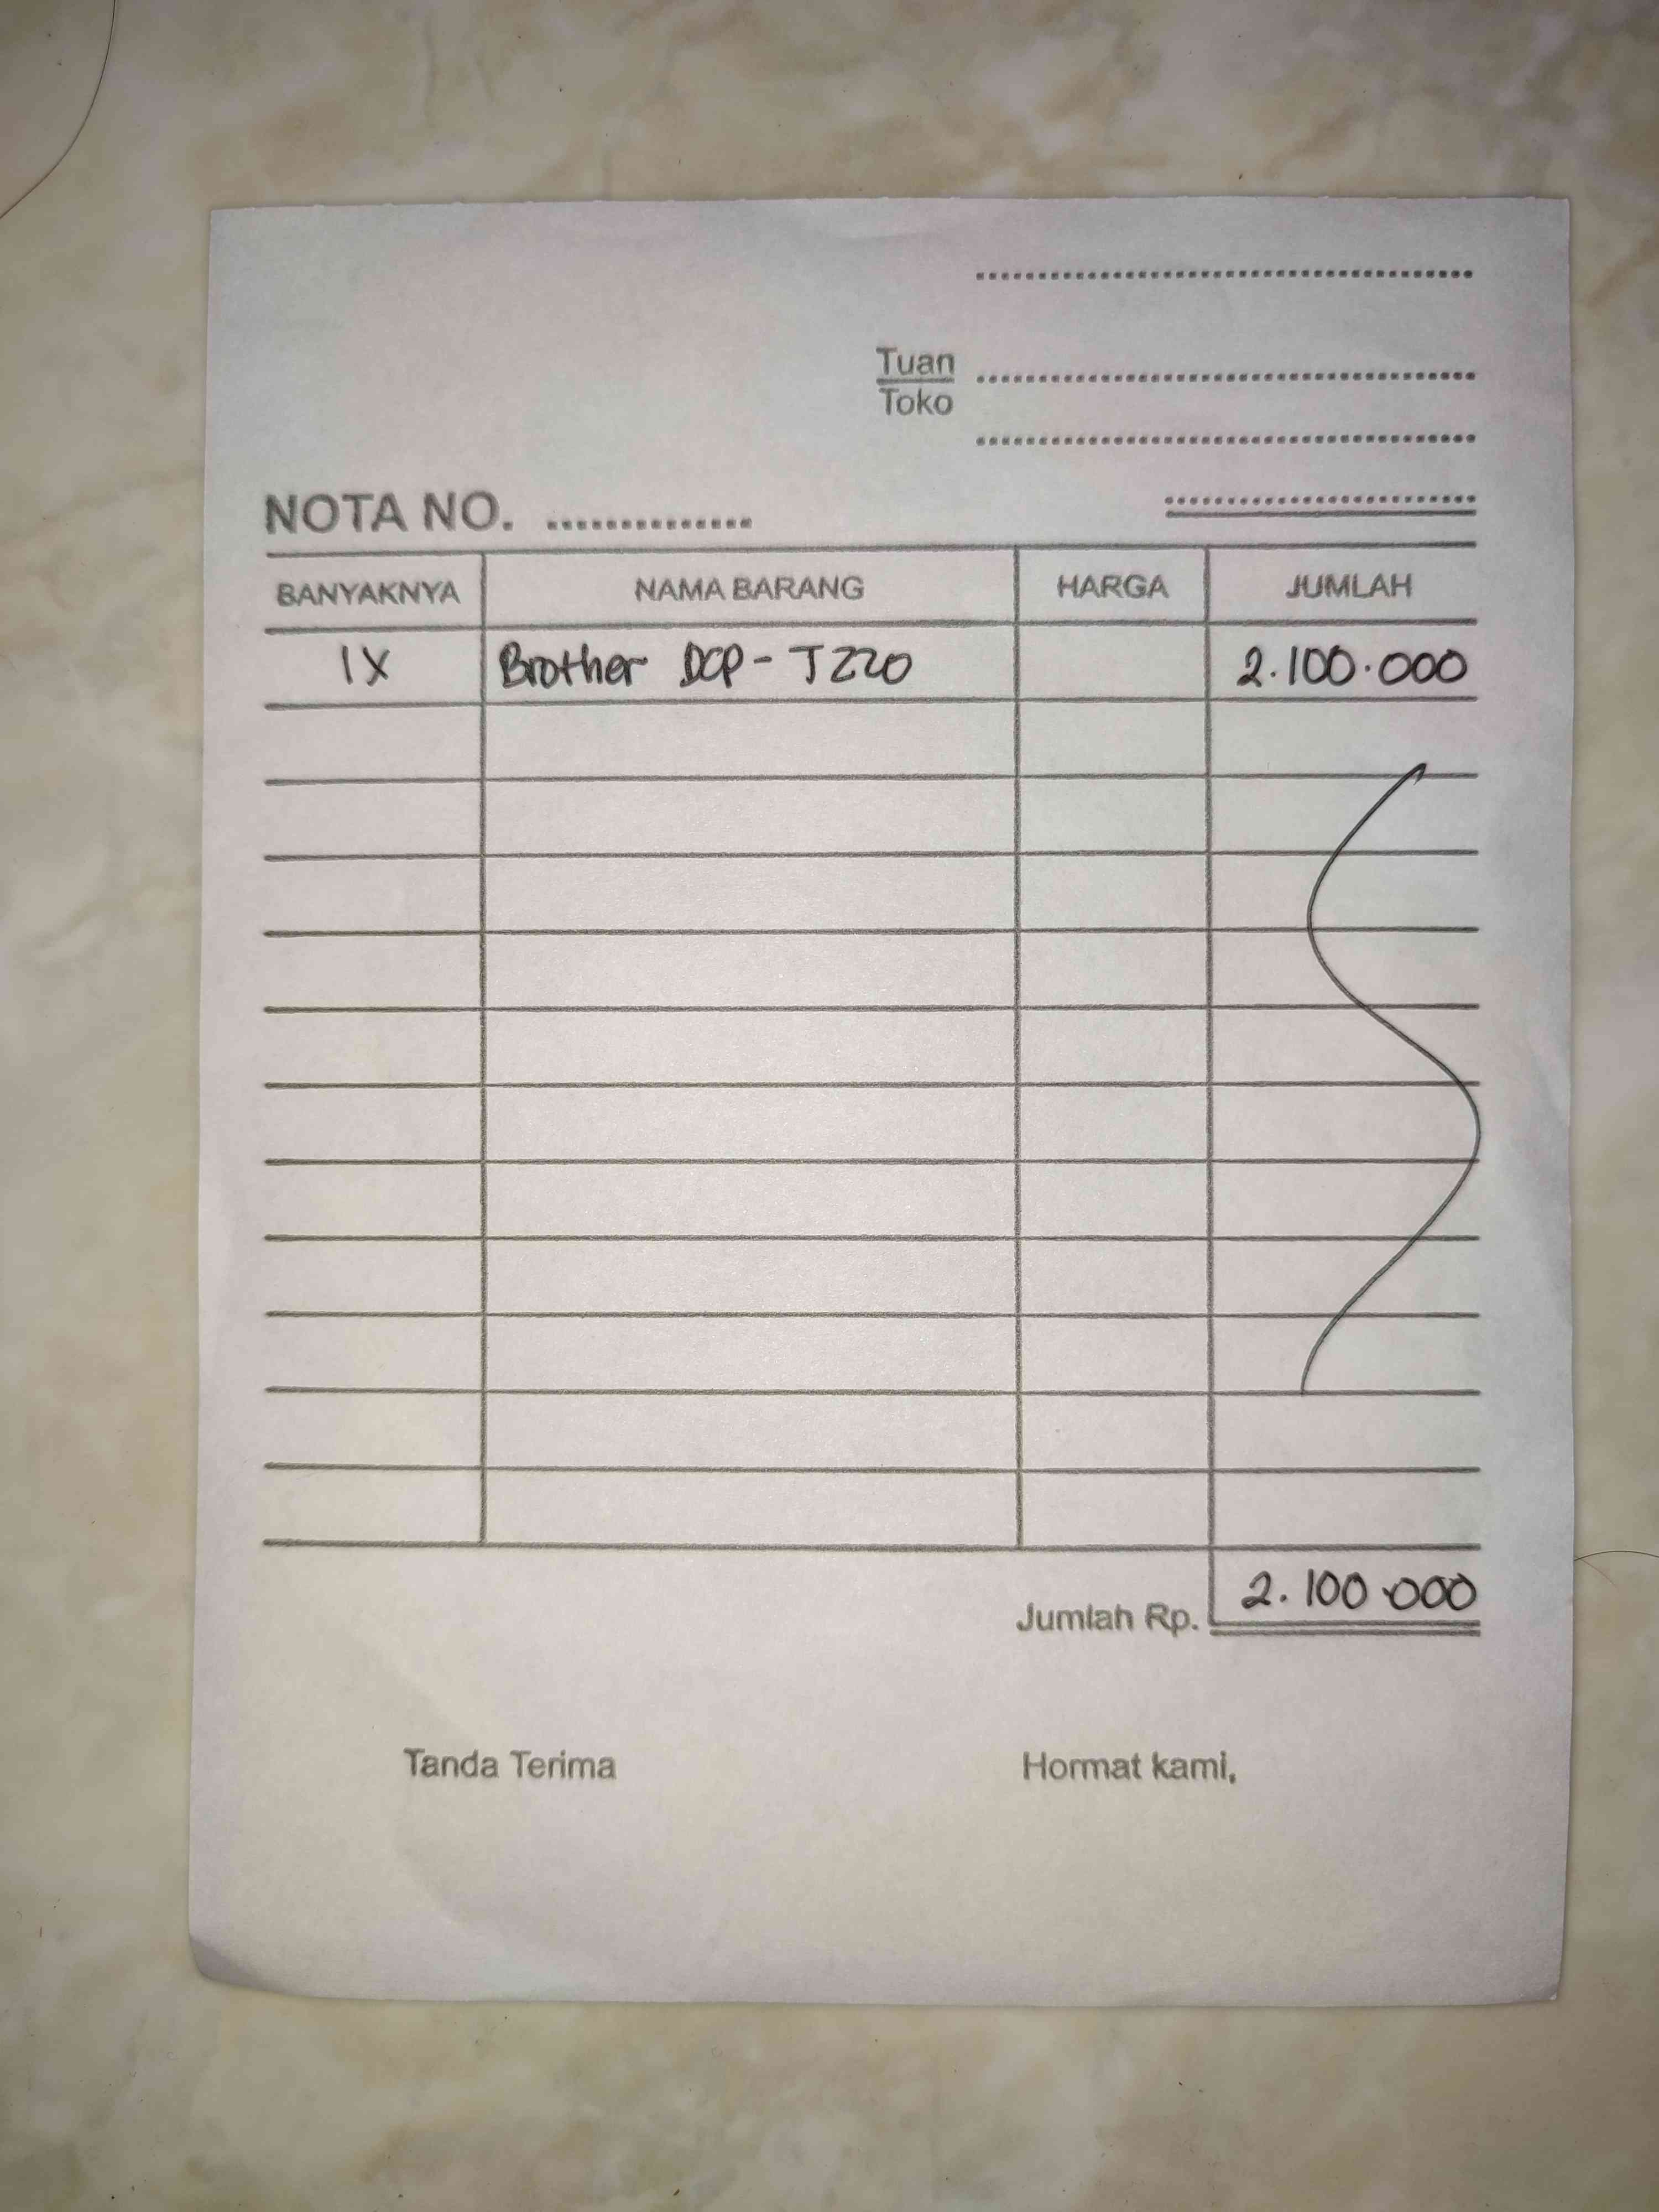 Tuan
Toko
NOTA NO. ..............
BANYAKNYA NAMA BARANG HARGA JUMLAH
1X Brother DCP-T220 2.100.000
Jumlah Rp. 2.100.000
Tanda Terima Hormat kami,